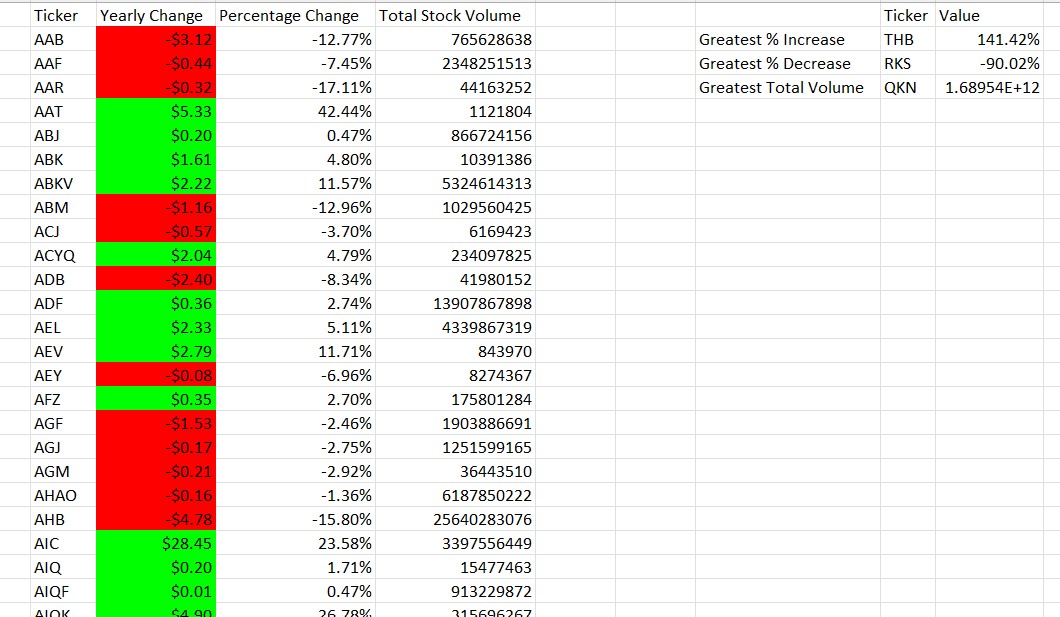 Ticker Yearly Change Percentage Change Total Stock Volume Ticker Value
AAB -$3.12 -12.77% 765628638 Greatest % Increase THB 141.42%
AAF -$0.44 -7.45% 2348251513 Greatest % Decrease RKS -90.02%
AAR -$0.32 -17.11% 44163252 Greatest Total Volume QKN 1.68954E+12
AAT $5.33 42.44% 1121804
ABJ $0.20 0.47% 866724156
ABK $1.61 4.80% 10391386
ABKV $2.22 11.57% 5324614313
ABM -$1.16 -12.96% 1029560425
ACJ -$0.57 -3.70% 6169423
ACYQ $2.04 4.79% 234097825
ADB -$2.40 -8.34% 41980152
ADF $0.36 2.74% 13907867898
AEL $2.33 5.11% 4339867319
AEV $2.79 11.71% 843970
AEY -$0.08 -6.96% 8274367
AFZ $0.35 2.70% 175801284
AGF -$1.53 -2.46% 1903886691
AGJ -$0.17 -2.75% 1251599165
AGM -$0.21 -2.92% 36443510
AHAO -$0.16 -1.36% 6187850222
AHB -$4.78 -15.80% 25640283076
AIC $28.45 23.58% 3397556449
AIQ $0.20 1.71% 15477463
AIQF $0.01 0.47% 913229872
AIQK $4.90 26.78% 315696267